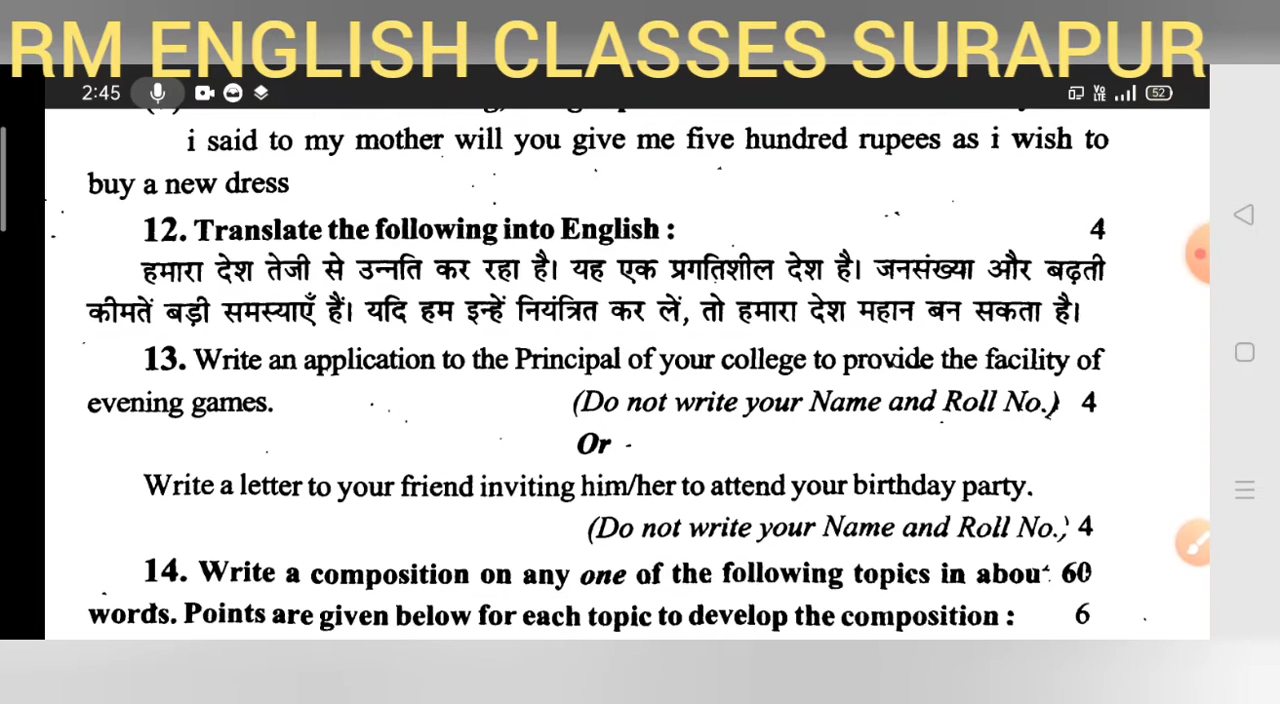 RM ENGLISH CLASSES SURAPUR
2:45 Vo LTE 52
i said to my mother will you give me five hundred rupees as i wish to
buy a new dress
12. Translate the following into English : 4
हमारा देश तेजी से उन्नति कर रहा है। यह एक प्रगतिशील देश है। जनसंख्या और बढ़ती
कीमतें बड़ी समस्याएँ हैं। यदि हम इन्हें नियंत्रित कर लें, तो हमारा देश महान बन सकता है।
13. Write an application to the Principal of your college to provide the facility of
evening games. (Do not write your Name and Roll No.) 4
Or
Write a letter to your friend inviting him/her to attend your birthday party.
(Do not write your Name and Roll No.) 4
14. Write a composition on any one of the following topics in about 60
words. Points are given below for each topic to develop the composition : 6